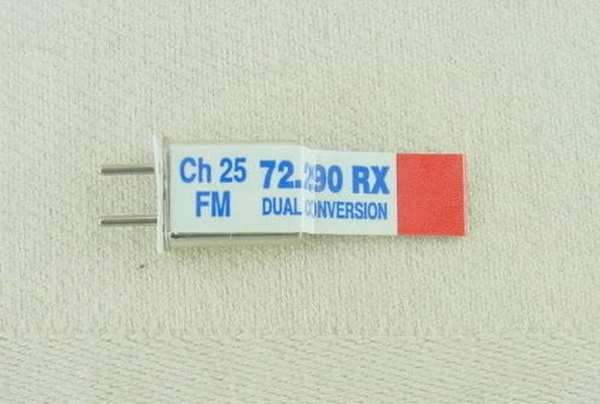 Ch 25 72.290 RX
FM DUAL CONVERSION